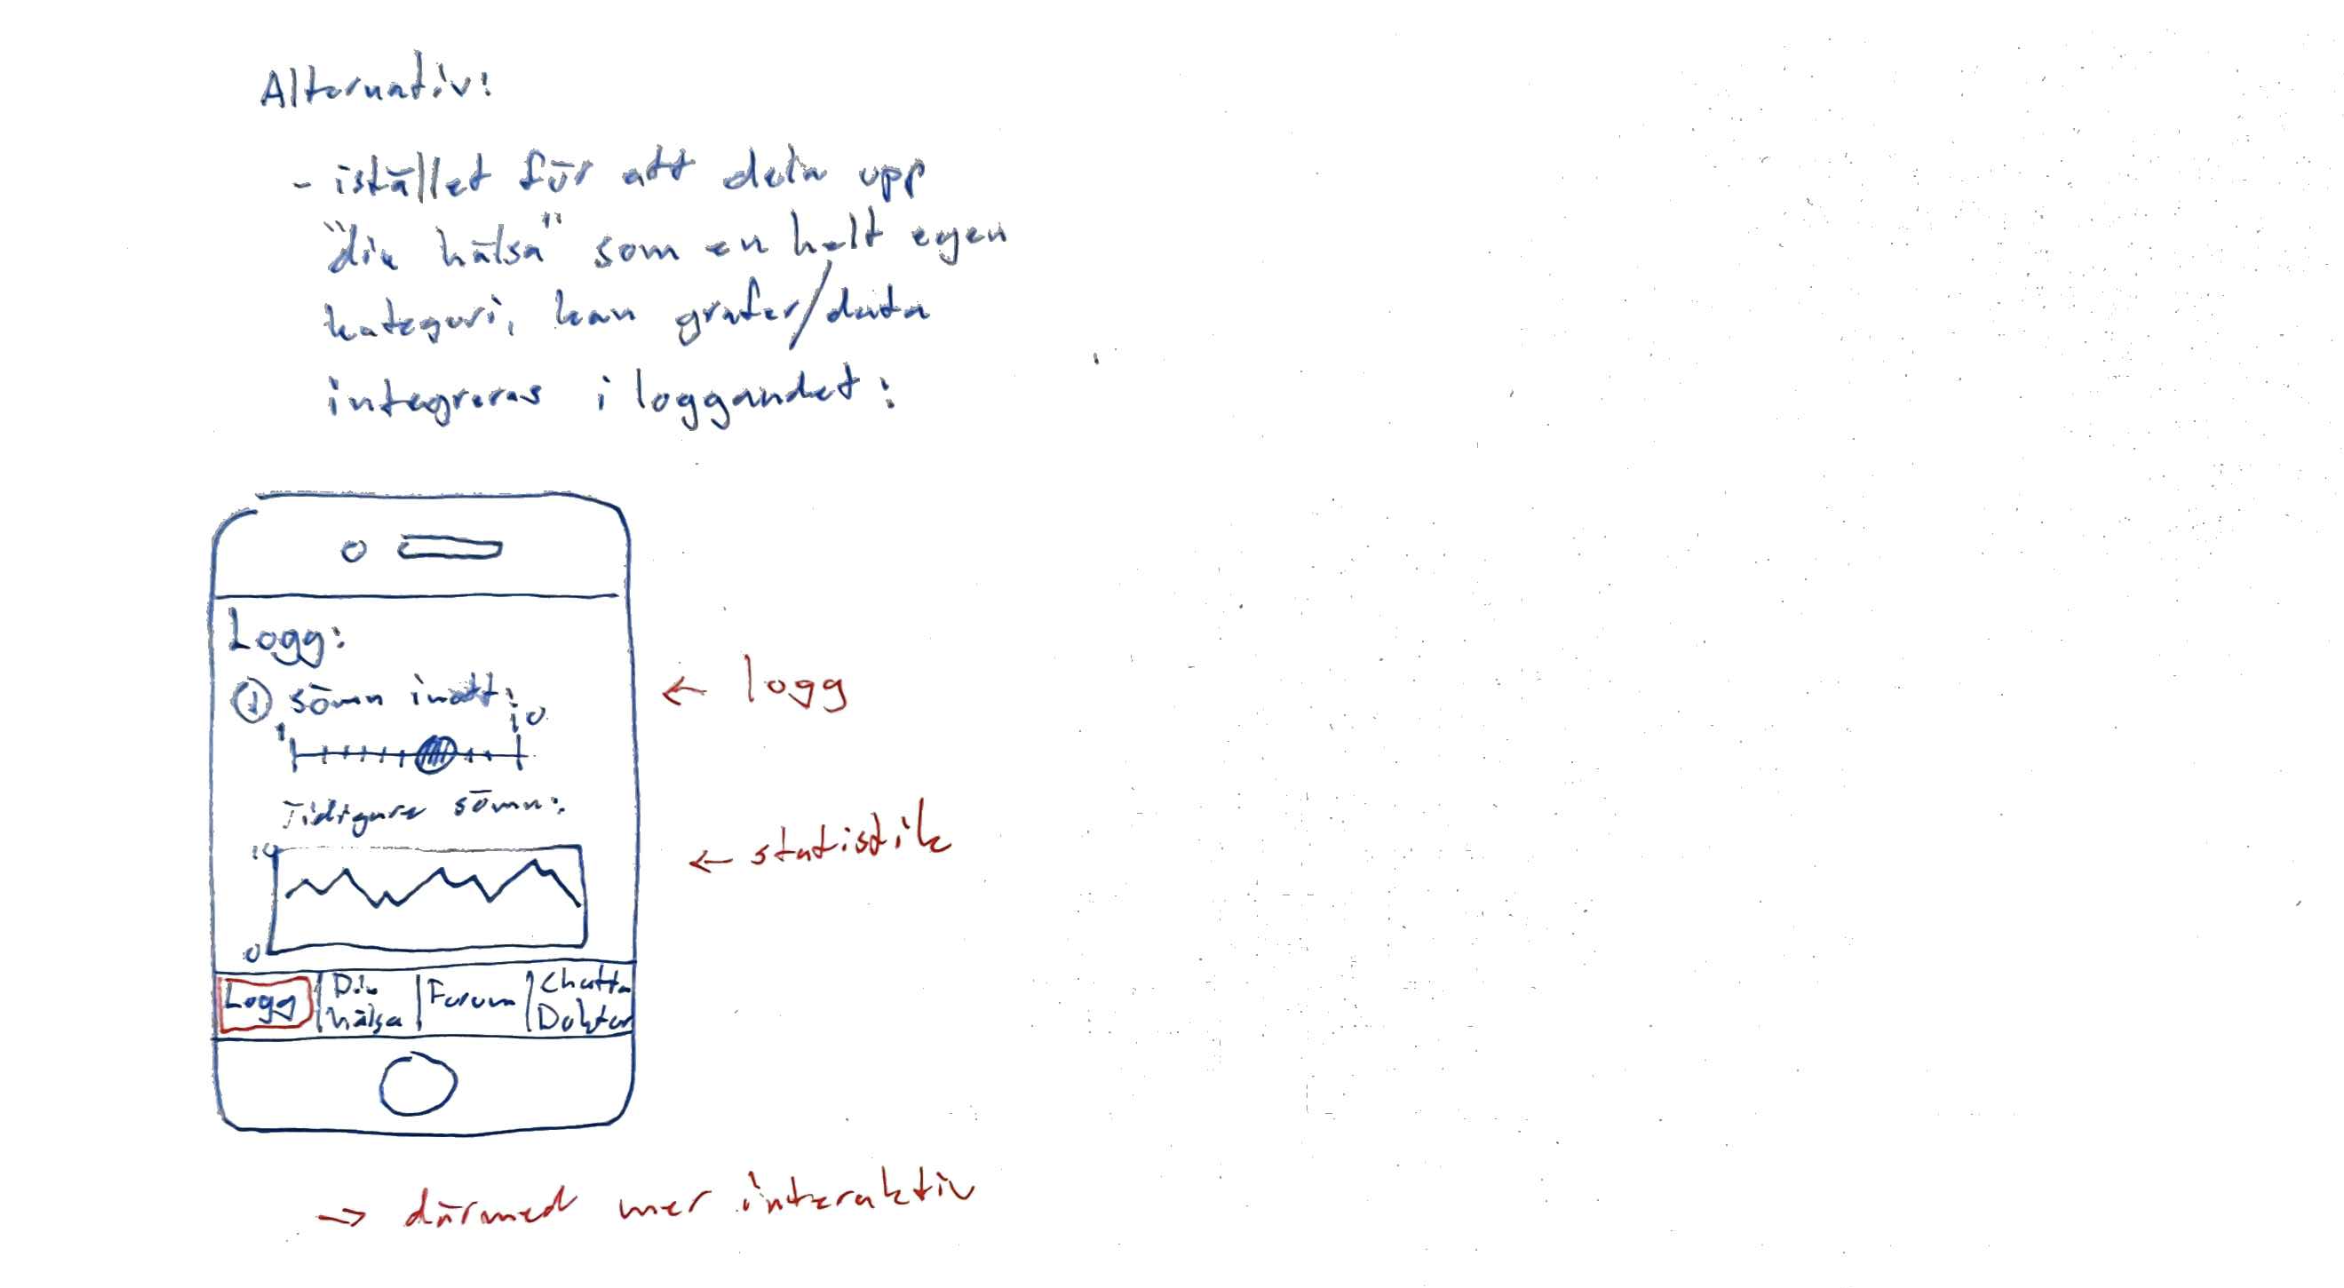 Alternativ:
- istället för att dela upp
"din hälsa" som en helt egen
kategori, kan grafer/data
integreras i loggandet:
Logg:
① sömn inatt:
1 10
← logg
Tidigare sömn:
10
← statistik
0
Logg | Din hälsa | Forum | Chatta Doktor
→ därmed mer interaktiv